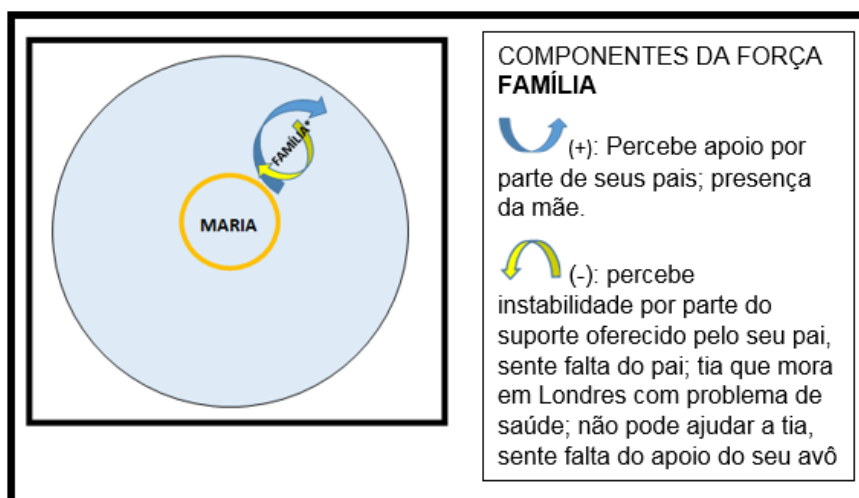 FAMÍLIA*
MARIA
COMPONENTES DA FORÇA
FAMÍLIA
(+): Percebe apoio por
parte de seus pais; presença
da mãe.
(-): percebe
instabilidade por parte do
suporte oferecido pelo seu pai,
sente falta do pai; tia que mora
em Londres com problema de
saúde; não pode ajudar a tia,
sente falta do apoio do seu avô